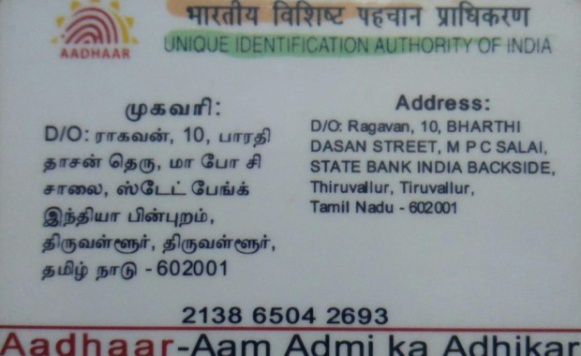 भारतीय विशिष्ट पहचान प्राधिकरण
UNIQUE IDENTIFICATION AUTHORITY OF INDIA
AADHAAR
முகவரி:
D/O: ராகவன், 10, பாரதி
தாசன் தெரு, மா போ சி
சாலை, ஸ்டேட் பேங்க்
இந்தியா பின்புறம்,
திருவள்ளூர், திருவள்ளூர்,
தமிழ் நாடு - 602001
Address:
D/O: Ragavan, 10, BHARTHI
DASAN STREET, M P C SALAI,
STATE BANK INDIA BACKSIDE,
Thiruvallur, Tiruvallur,
Tamil Nadu - 602001
2138 6504 2693
Aadhaar-Aam Admi ka Adhikar